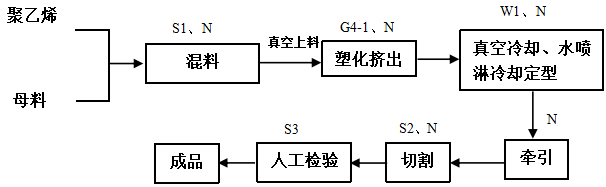 聚乙烯
母料
S1、N
混料
真空上料
G4-1、N
塑化挤出
W1、N
真空冷却、水喷
淋冷却定型
N
牵引
S2、N
切割
S3
人工检验
成品